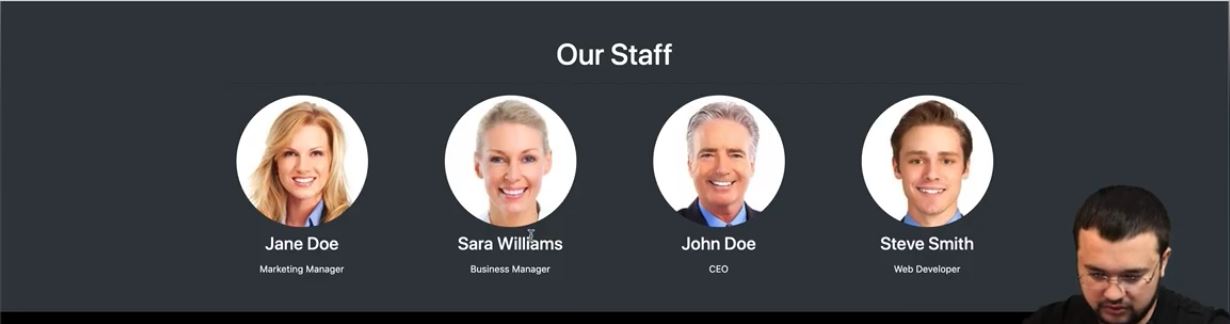 Our Staff
Jane Doe
Sara Williams
John Doe
Steve Smith
Marketing Manager
Business Manager
CEO
Web Developer